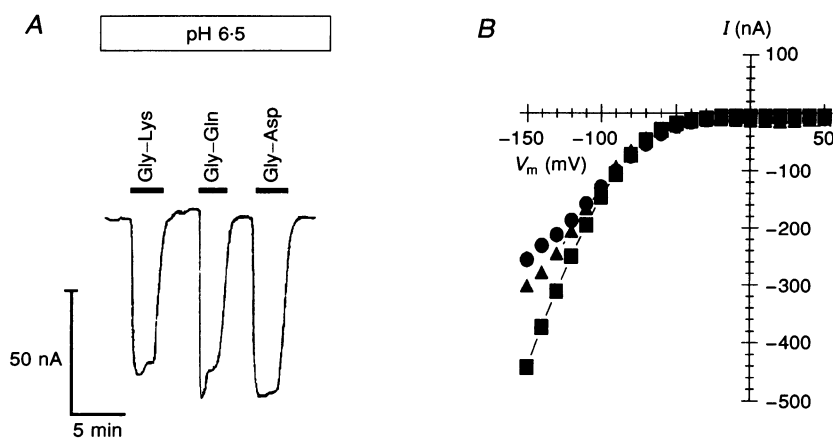 A
pH 6·5
Gly–Lys
Gly–Gln
Gly–Asp
50 nA
5 min
B
I (nA)
100
-150
-100
50
Vm (mV)
-100
-200
-300
-400
-500